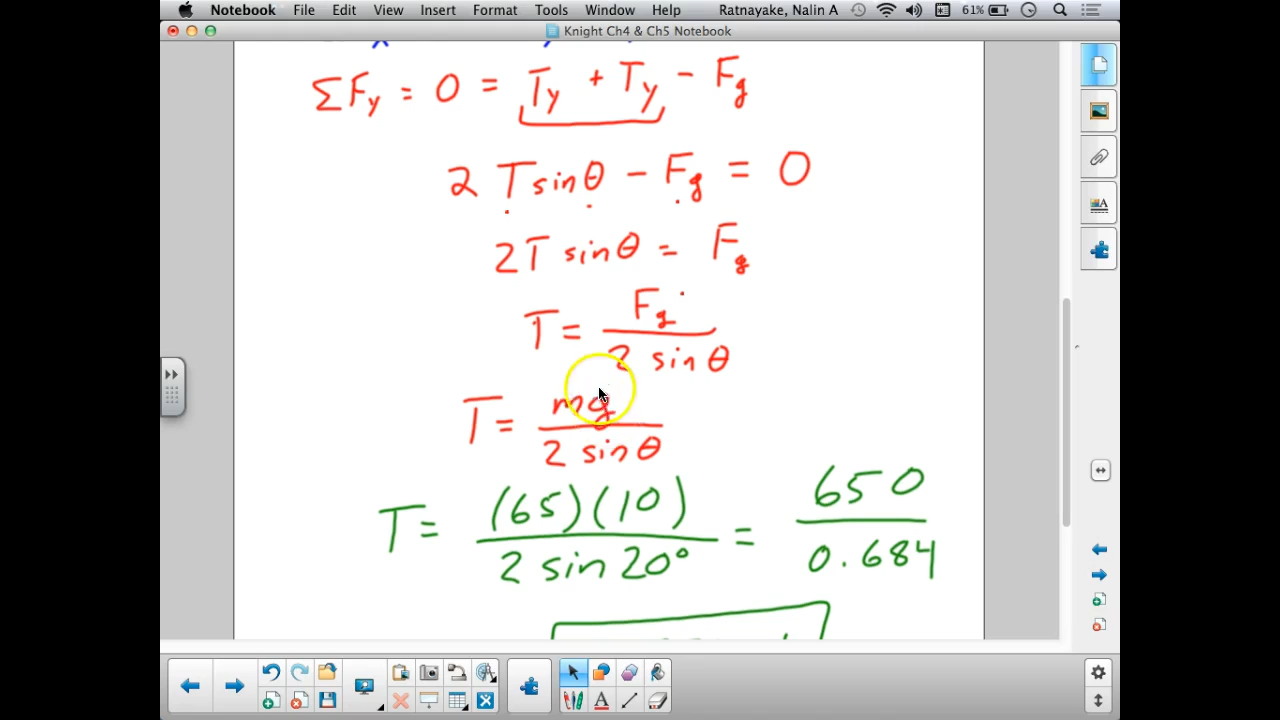 Notebook File Edit View Insert Format Tools Window Help Ratnayake, Nalin A 61%
Knight Ch4 & Ch5 Notebook
ΣFy = 0 = Ty + Ty - Fg
2 T sinθ - Fg = 0
2T sinθ = Fg
T = Fg / 2 sinθ
T = mg / 2 sinθ
T = (65)(10) / 2 sin 20° = 650 / 0.684